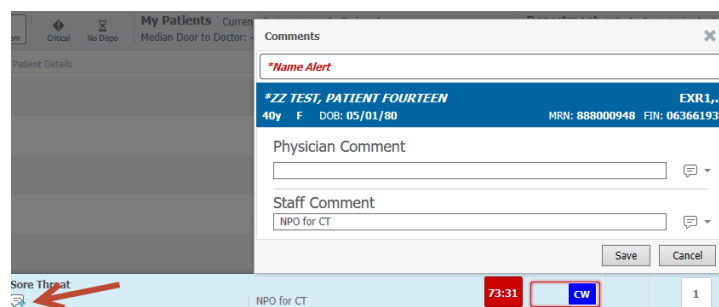 My Patients Curren
Critical No Dispo Median Door to Doctor: -
Patient Details
Comments
*Name Alert
*ZZ TEST, PATIENT FOURTEEN EXR1,.
40y F DOB: 05/01/80 MRN: 888000948 FIN: 06366193
Physician Comment
Staff Comment
NPO for CT
Save Cancel
Sore Throat
NPO for CT 73:31 CW 1